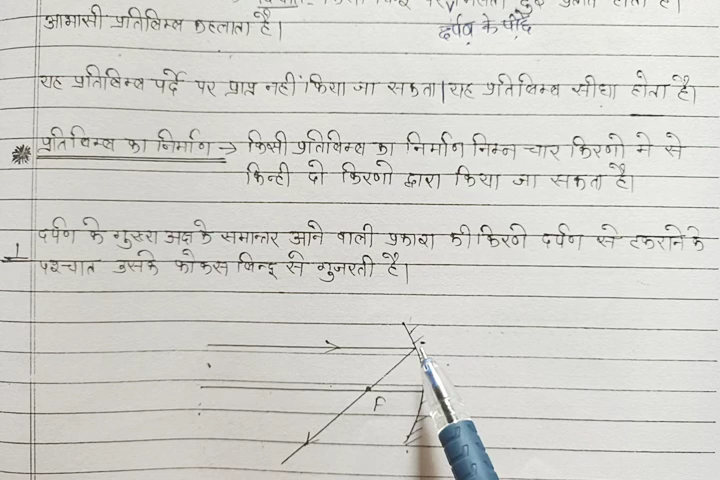 आभासी प्रतिबिम्ब कहलाता है।
दर्पण के पीछे
यह प्रतिबिम्ब पर्दे पर प्राप्त नहीं किया जा सकता। यह प्रतिबिम्ब सीधा होता है।
प्रतिबिम्ब का निर्माण → किसी प्रतिबिम्ब का निर्माण निम्न चार किरणो मे से
किन्ही दो किरणो द्वारा किया जा सकता है।
दर्पण के मुख्य अक्ष के समान्तर आने वाली प्रकाश की किरणे दर्पण से टकराने के
1 पश्चात उसके फोकस बिन्दु से गुजरती है।
F